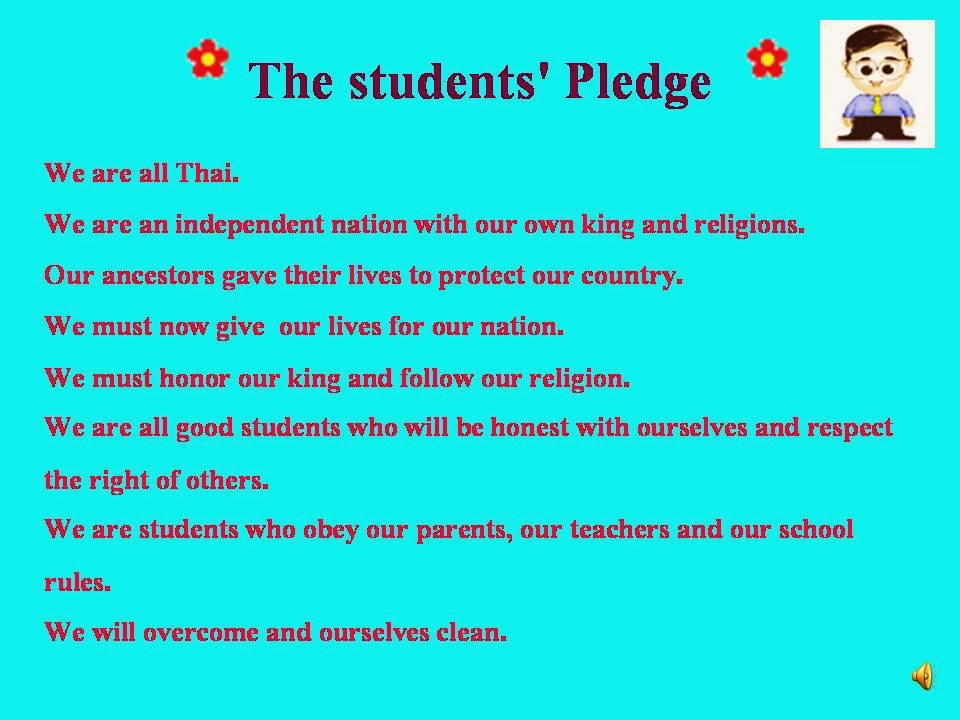 The students' Pledge
We are all Thai.
We are an independent nation with our own king and religions.
Our ancestors gave their lives to protect our country.
We must now give  our lives for our nation.
We must honor our king and follow our religion.
We are all good students who will be honest with ourselves and respect
the right of others.
We are students who obey our parents, our teachers and our school
rules.
We will overcome and ourselves clean.